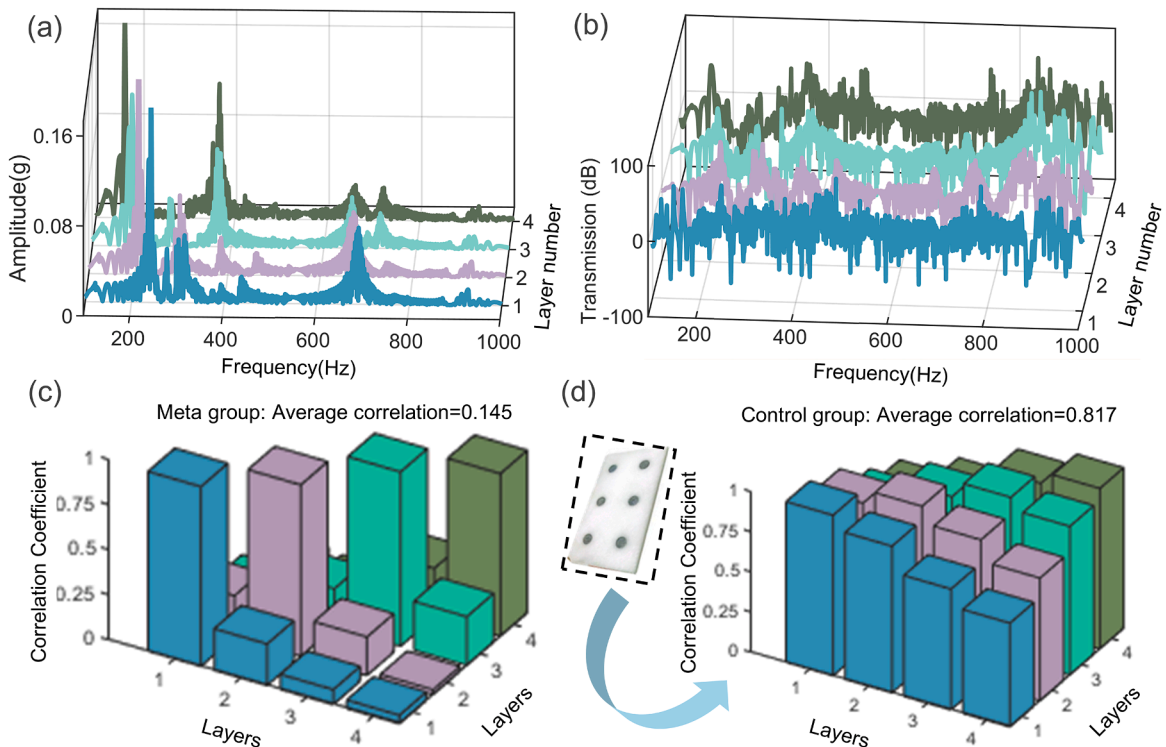 (a)
0.16
0.08
0
Amplitude(g)
200
400
600
800
1000
Frequency(Hz)
4
3
2
1
Layer number
(b)
100
0
-100
Transmission (dB)
200
400
600
800
1000
Frequency(Hz)
4
3
2
1
Layer number
(c)
Meta group: Average correlation=0.145
1
0.75
0.5
0.25
0
Correlation Coefficient
1
2
3
4
Layers
4
3
2
1
Layers
(d)
Control group: Average correlation=0.817
1
0.75
0.5
0.25
0
Correlation Coefficient
1
2
3
4
Layers
4
3
2
1
Layers